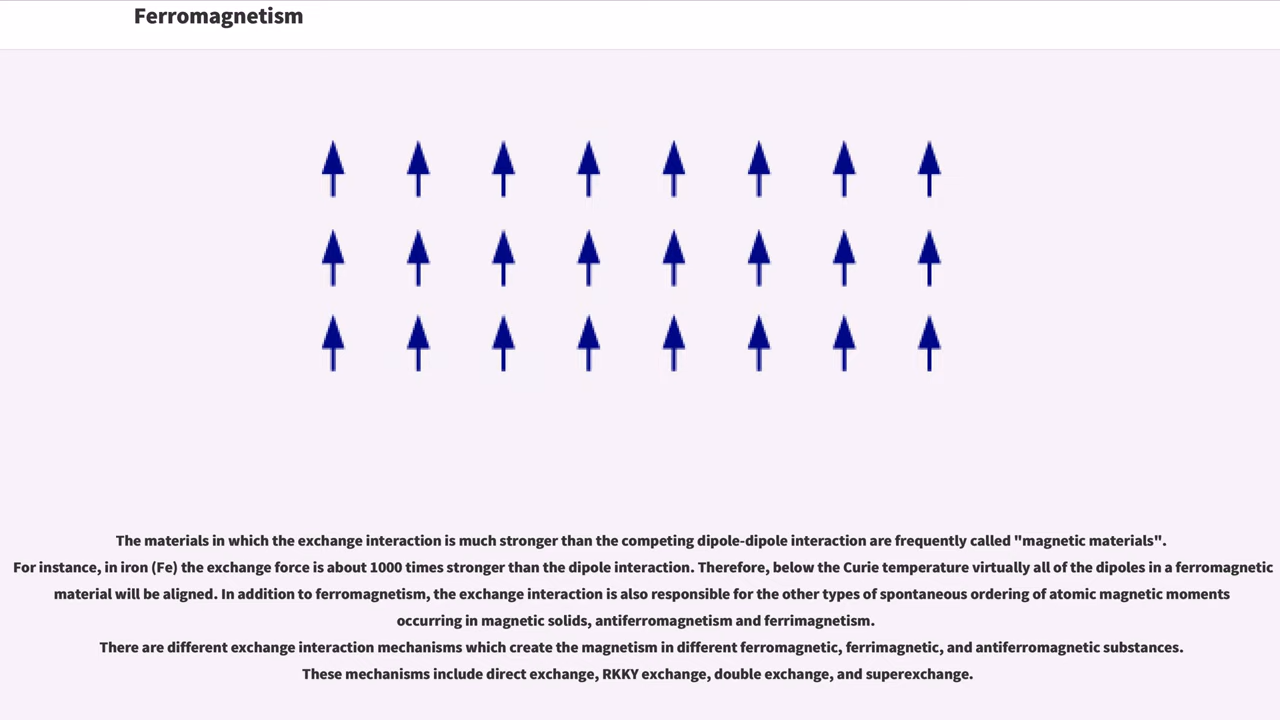 Ferromagnetism
The materials in which the exchange interaction is much stronger than the competing dipole-dipole interaction are frequently called "magnetic materials".
For instance, in iron (Fe) the exchange force is about 1000 times stronger than the dipole interaction. Therefore, below the Curie temperature virtually all of the dipoles in a ferromagnetic
material will be aligned. In addition to ferromagnetism, the exchange interaction is also responsible for the other types of spontaneous ordering of atomic magnetic moments
occurring in magnetic solids, antiferromagnetism and ferrimagnetism.
There are different exchange interaction mechanisms which create the magnetism in different ferromagnetic, ferrimagnetic, and antiferromagnetic substances.
These mechanisms include direct exchange, RKKY exchange, double exchange, and superexchange.